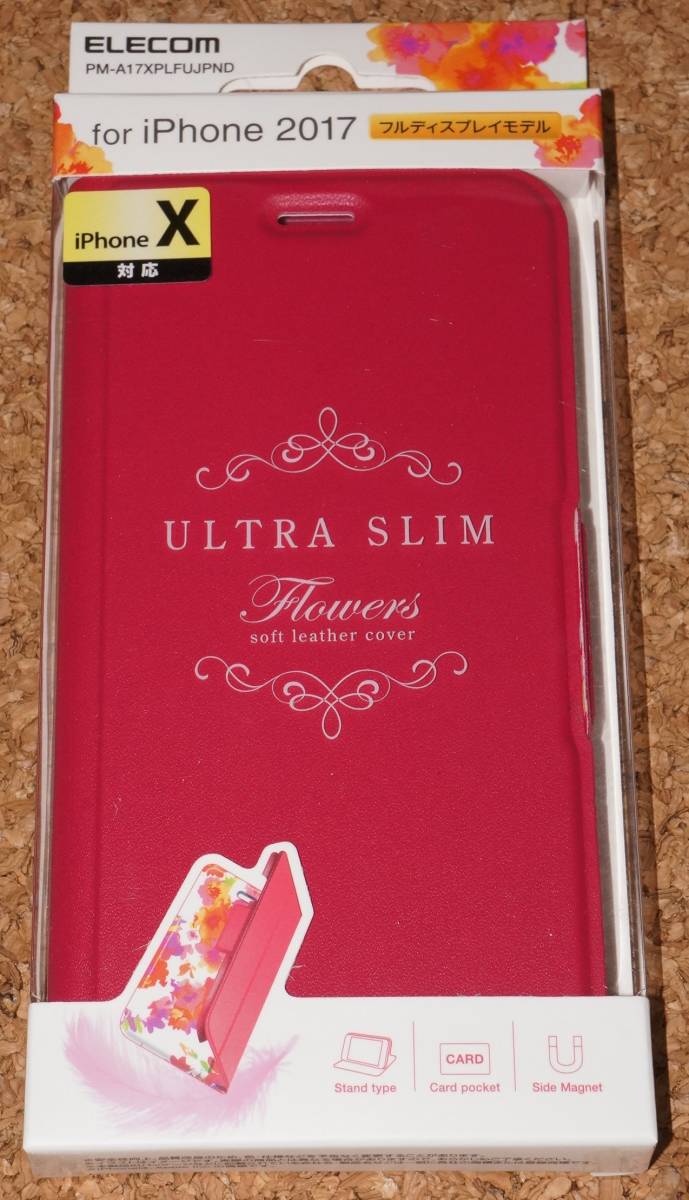 ELECOM
PM-A17XPLFUJPND
for iPhone 2017 フルディスプレイモデル
iPhone X
対応
ULTRA SLIM
Flowers
soft leather cover
CARD
Stand type
Card pocket
Side Magnet